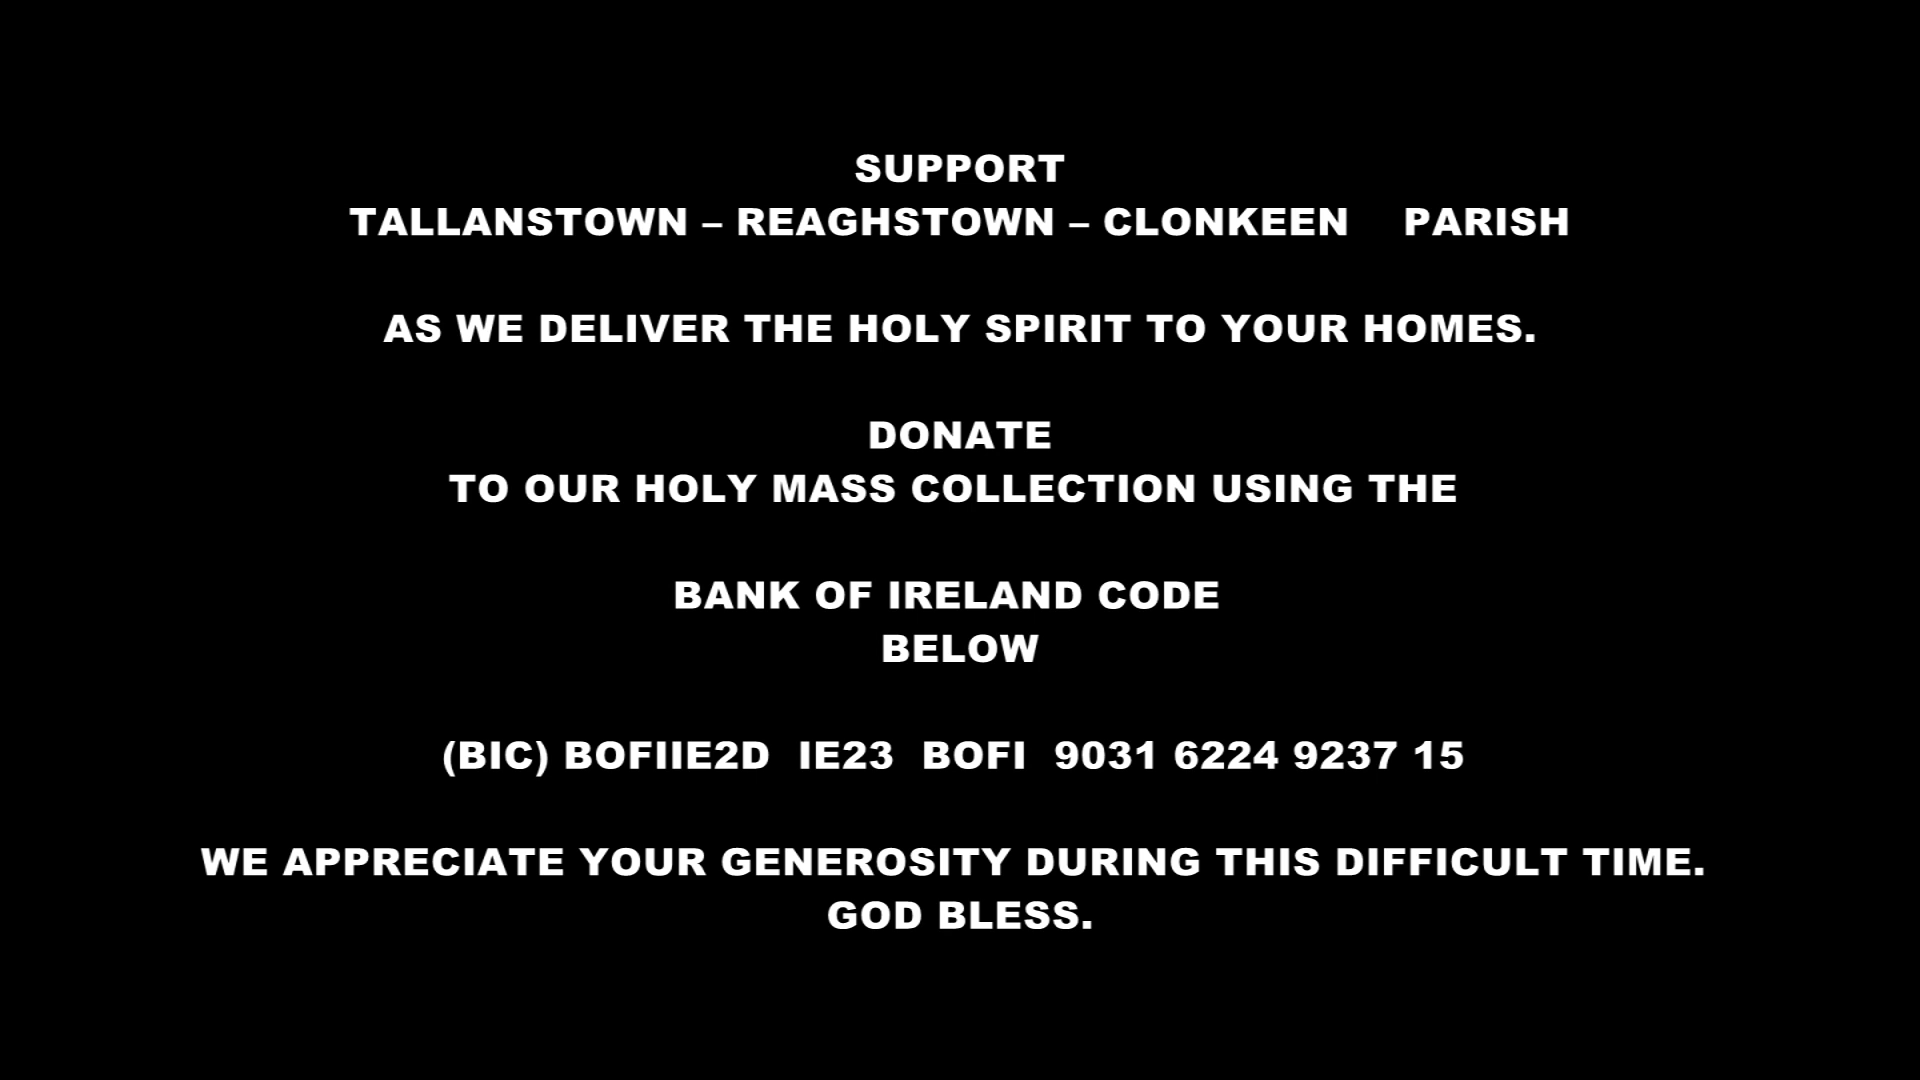 SUPPORT
TALLANSTOWN – REAGHSTOWN – CLONKEEN PARISH
AS WE DELIVER THE HOLY SPIRIT TO YOUR HOMES.
DONATE
TO OUR HOLY MASS COLLECTION USING THE
BANK OF IRELAND CODE
BELOW
(BIC) BOFIIE2D IE23 BOFI 9031 6224 9237 15
WE APPRECIATE YOUR GENEROSITY DURING THIS DIFFICULT TIME.
GOD BLESS.